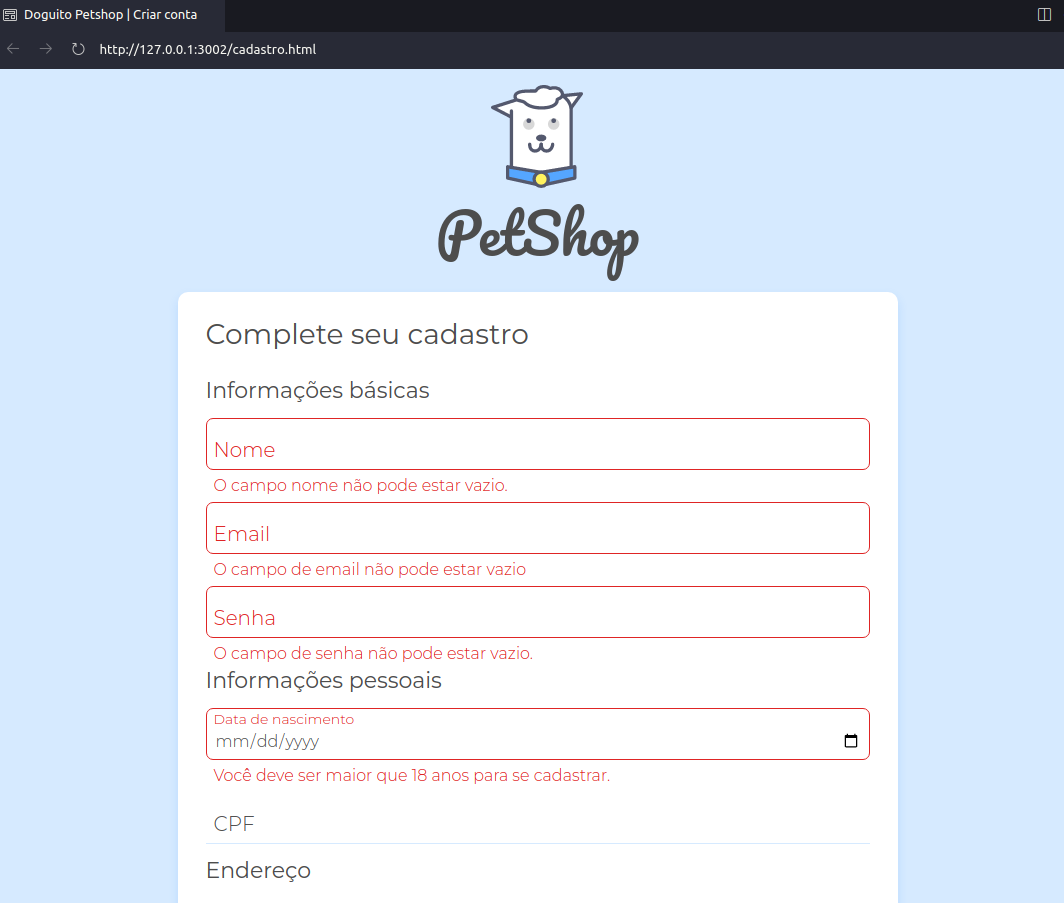 Doguito Petshop | Criar conta
http://127.0.0.1:3002/cadastro.html
PetShop
Complete seu cadastro
Informações básicas
Nome
O campo nome não pode estar vazio.
Email
O campo de email não pode estar vazio
Senha
O campo de senha não pode estar vazio.
Informações pessoais
Data de nascimento
mm/dd/yyyy
Você deve ser maior que 18 anos para se cadastrar.
CPF
Endereço